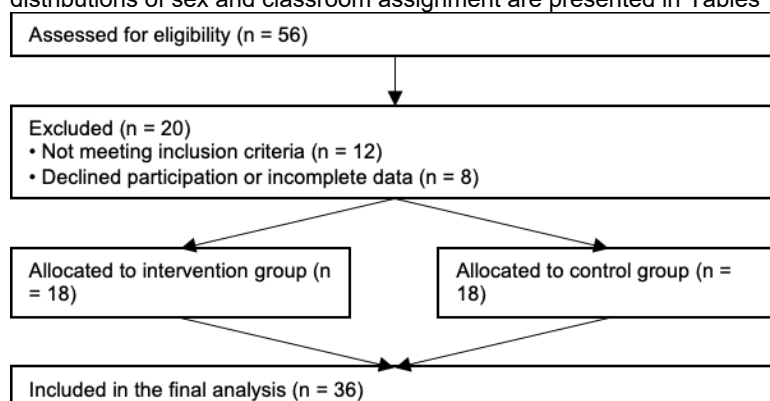 distributions of sex and classroom assignment are presented in Tables
Assessed for eligibility (n = 56)
Excluded (n = 20)
• Not meeting inclusion criteria (n = 12)
• Declined participation or incomplete data (n = 8)
Allocated to intervention group (n
= 18)
Allocated to control group (n =
18)
Included in the final analysis (n = 36)